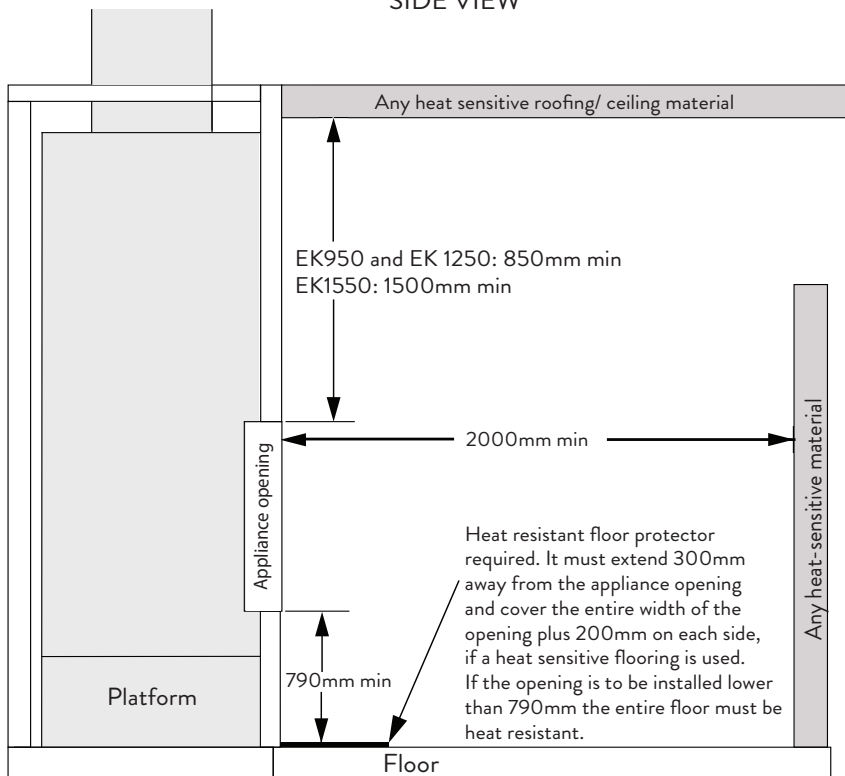 SIDE VIEW
Any heat sensitive roofing/ ceiling material
EK950 and EK 1250: 850mm min
EK1550: 1500mm min
2000mm min
Appliance opening
Any heat-sensitive material
Heat resistant floor protector
required. It must extend 300mm
away from the appliance opening
and cover the entire width of the
opening plus 200mm on each side,
if a heat sensitive flooring is used.
If the opening is to be installed lower
than 790mm the entire floor must be
heat resistant.
790mm min
Platform
Floor